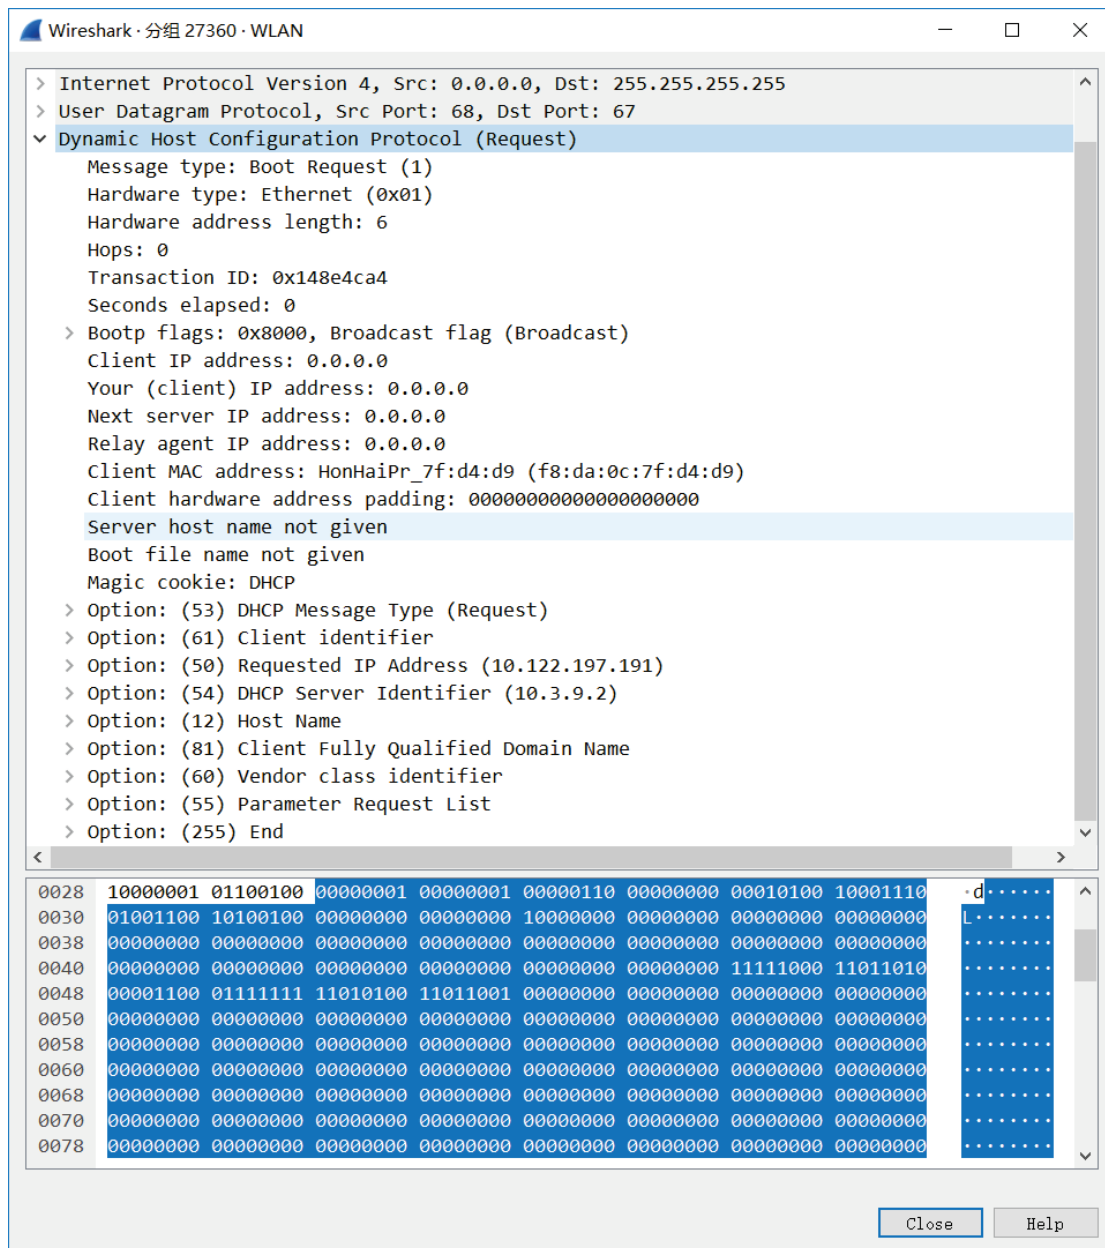 Wireshark · 分组 27360 · WLAN
Internet Protocol Version 4, Src: 0.0.0.0, Dst: 255.255.255.255
User Datagram Protocol, Src Port: 68, Dst Port: 67
Dynamic Host Configuration Protocol (Request)
Message type: Boot Request (1)
Hardware type: Ethernet (0x01)
Hardware address length: 6
Hops: 0
Transaction ID: 0x148e4ca4
Seconds elapsed: 0
Bootp flags: 0x8000, Broadcast flag (Broadcast)
Client IP address: 0.0.0.0
Your (client) IP address: 0.0.0.0
Next server IP address: 0.0.0.0
Relay agent IP address: 0.0.0.0
Client MAC address: HonHaiPr_7f:d4:d9 (f8:da:0c:7f:d4:d9)
Client hardware address padding: 00000000000000000000
Server host name not given
Boot file name not given
Magic cookie: DHCP
Option: (53) DHCP Message Type (Request)
Option: (61) Client identifier
Option: (50) Requested IP Address (10.122.197.191)
Option: (54) DHCP Server Identifier (10.3.9.2)
Option: (12) Host Name
Option: (81) Client Fully Qualified Domain Name
Option: (60) Vendor class identifier
Option: (55) Parameter Request List
Option: (255) End
0028 10000001 01100100 00000001 00000001 00000110 00000000 00010100 10001110 ·d······
0030 01001100 10100100 00000000 00000000 10000000 00000000 00000000 00000000 L·······
0038 00000000 00000000 00000000 00000000 00000000 00000000 00000000 00000000 ········
0040 00000000 00000000 00000000 00000000 00000000 00000000 11111000 11011010 ········
0048 00001100 01111111 11010100 11011001 00000000 00000000 00000000 00000000 ········
0050 00000000 00000000 00000000 00000000 00000000 00000000 00000000 00000000 ········
0058 00000000 00000000 00000000 00000000 00000000 00000000 00000000 00000000 ········
0060 00000000 00000000 00000000 00000000 00000000 00000000 00000000 00000000 ········
0068 00000000 00000000 00000000 00000000 00000000 00000000 00000000 00000000 ········
0070 00000000 00000000 00000000 00000000 00000000 00000000 00000000 00000000 ········
0078 00000000 00000000 00000000 00000000 00000000 00000000 00000000 00000000 ········
Close Help